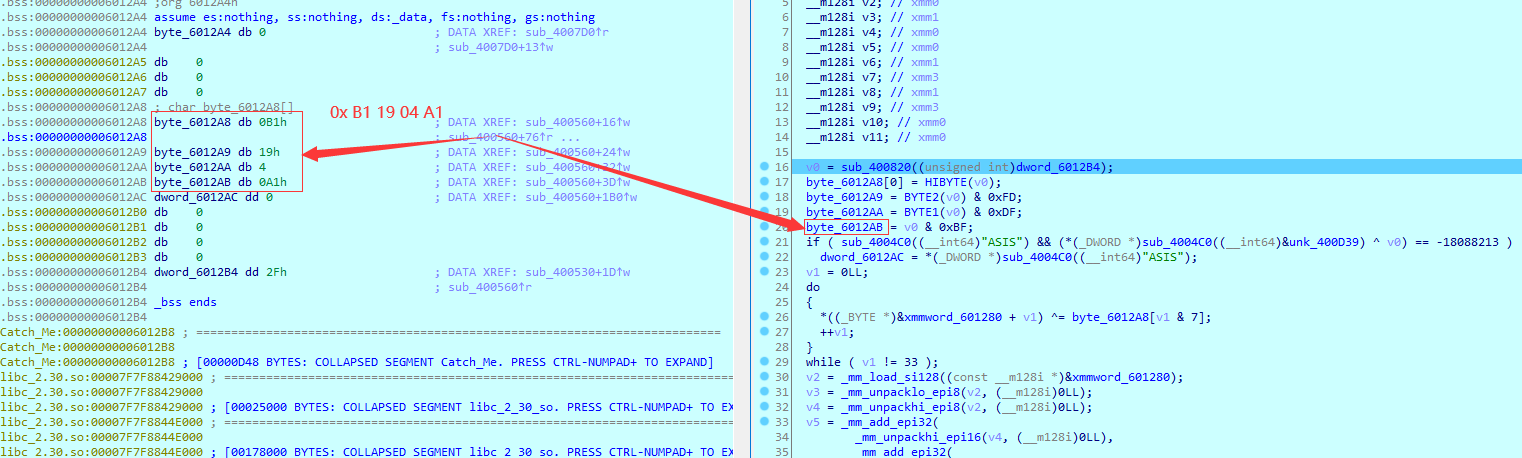 .bss:00000000006012A4 ;org 6012A4h
.bss:00000000006012A4 assume es:nothing, ss:nothing, ds:_data, fs:nothing, gs:nothing
.bss:00000000006012A4 byte_6012A4 db 0 ; DATA XREF: sub_4007D0↑r
.bss:00000000006012A4 ; sub_4007D0+13↑w
.bss:00000000006012A5 db 0
.bss:00000000006012A6 db 0
.bss:00000000006012A7 db 0
.bss:00000000006012A8 ; char byte_6012A8[]
.bss:00000000006012A8 byte_6012A8 db 0B1h ; DATA XREF: sub_400560+16↑w
.bss:00000000006012A8 ; sub_400560+76↑r ...
.bss:00000000006012A9 byte_6012A9 db 19h ; DATA XREF: sub_400560+24↑w
.bss:00000000006012AA byte_6012AA db 4 ; DATA XREF: sub_400560+32↑w
.bss:00000000006012AB byte_6012AB db 0A1h ; DATA XREF: sub_400560+3D↑w
.bss:00000000006012AC dword_6012AC dd 0 ; DATA XREF: sub_400560+1B0↑w
.bss:00000000006012B0 db 0
.bss:00000000006012B1 db 0
.bss:00000000006012B2 db 0
.bss:00000000006012B3 db 0
.bss:00000000006012B4 dword_6012B4 dd 2Fh ; DATA XREF: sub_400530+1D↑w
.bss:00000000006012B4 ; sub_400560↑r
.bss:00000000006012B4 _bss ends
.bss:00000000006012B4
Catch_Me:00000000006012B8 ; ===========================================================================
Catch_Me:00000000006012B8
Catch_Me:00000000006012B8 ; [00000D48 BYTES: COLLAPSED SEGMENT Catch_Me. PRESS CTRL-NUMPAD+ TO EXPAND]
libc_2.30.so:00007F7F88429000 ; ===========================================================================
libc_2.30.so:00007F7F88429000
libc_2.30.so:00007F7F88429000 ; [00025000 BYTES: COLLAPSED SEGMENT libc_2_30_so. PRESS CTRL-NUMPAD+ TO EX
libc_2.30.so:00007F7F8844E000 ; ===========================================================================
libc_2.30.so:00007F7F8844E000
libc_2.30.so:00007F7F8844E000 ; [00178000 BYTES: COLLAPSED SEGMENT libc_2_30_so. PRESS CTRL-NUMPAD+ TO EX
0x B1 19 04 A1
5 __m128i v2; // xmm0
6 __m128i v3; // xmm1
7 __m128i v4; // xmm0
8 __m128i v5; // xmm0
9 __m128i v6; // xmm1
10 __m128i v7; // xmm3
11 __m128i v8; // xmm1
12 __m128i v9; // xmm3
13 __m128i v10; // xmm0
14 __m128i v11; // xmm0
15
16 v0 = sub_400820((unsigned int)dword_6012B4);
17 byte_6012A8[0] = HIBYTE(v0);
18 byte_6012A9 = BYTE2(v0) & 0xFD;
19 byte_6012AA = BYTE1(v0) & 0xDF;
20 byte_6012AB = v0 & 0xBF;
21 if ( sub_4004C0((__int64)"ASIS") && (*(_DWORD *)sub_4004C0((__int64)&unk_400D39) ^ v0) == -18088213 )
22 dword_6012AC = *(_DWORD *)sub_4004C0((__int64)"ASIS");
23 v1 = 0LL;
24 do
25 {
26 *((_BYTE *)&xmmword_601280 + v1) ^= byte_6012A8[v1 & 7];
27 ++v1;
28 }
29 while ( v1 != 33 );
30 v2 = _mm_load_si128((const __m128i *)&xmmword_601280);
31 v3 = _mm_unpacklo_epi8(v2, (__m128i)0LL);
32 v4 = _mm_unpackhi_epi8(v2, (__m128i)0LL);
33 v5 = _mm_add_epi32(
34 _mm_unpackhi_epi16(v4, (__m128i)0LL),
35 _mm_add_epi32(